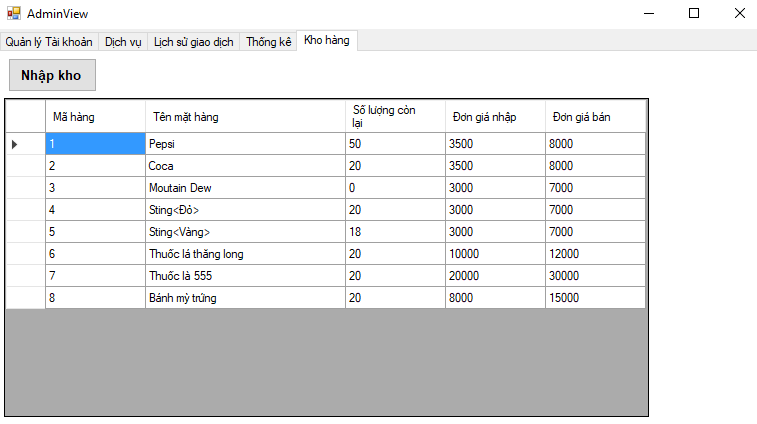 AdminView
Quản lý Tài khoản Dịch vụ Lịch sử giao dịch Thống kê Kho hàng
Nhập kho
Mã hàng Tên mặt hàng Số lượng còn lại Đơn giá nhập Đơn giá bán
1 Pepsi 50 3500 8000
2 Coca 20 3500 8000
3 Moutain Dew 0 3000 7000
4 Sting<Đỏ> 20 3000 7000
5 Sting<Vàng> 18 3000 7000
6 Thuốc lá thăng long 20 10000 12000
7 Thuốc là 555 20 20000 30000
8 Bánh mỳ trứng 20 8000 15000